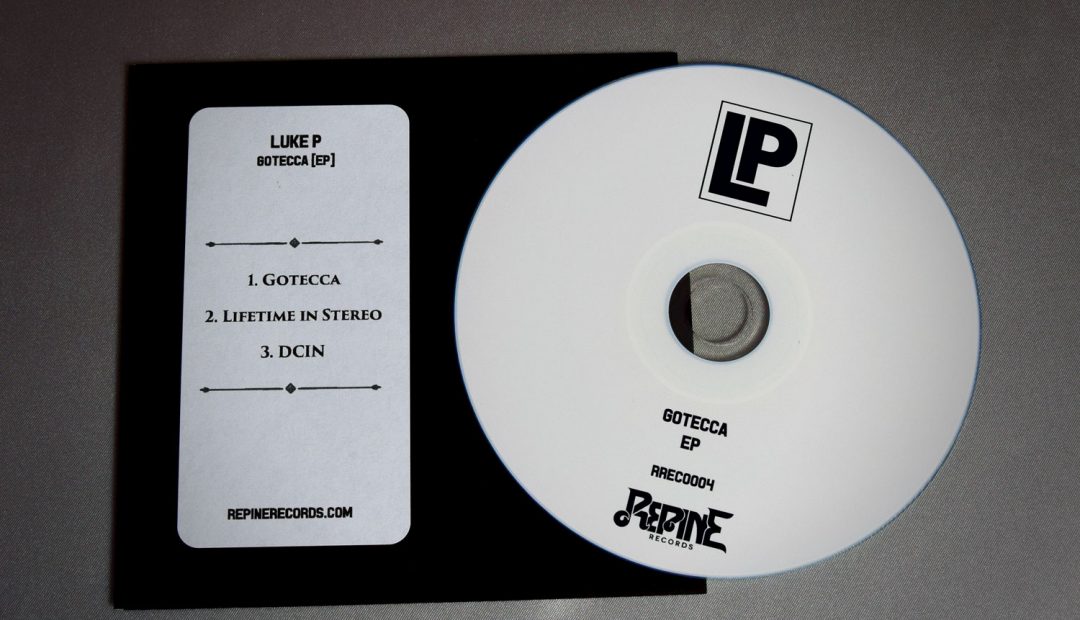 LUKE P
GOTECCA [EP]
1. GOTECCA
2. LIFETIME IN STEREO
3. DCIN
REPINERECORDS.COM
LP
GOTECCA
EP
RREC0004
REPINE
RECORDS